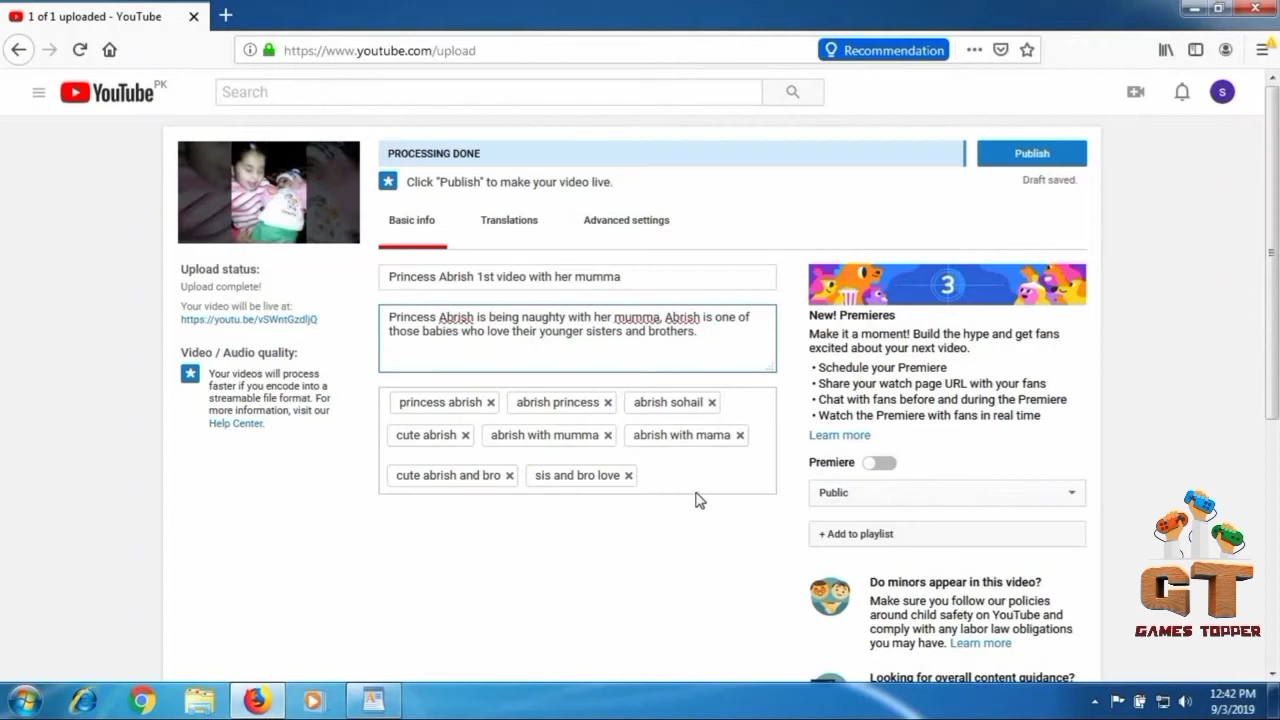 1 of 1 uploaded - YouTube
https://www.youtube.com/upload
Recommendation
YouTube PK
Search
S
PROCESSING DONE
Publish
Click "Publish" to make your video live.
Draft saved.
Basic info
Translations
Advanced settings
Upload status:
Upload complete!
Your video will be live at:
https://youtu.be/vSWntGzdljQ
Video / Audio quality:
Your videos will process
faster if you encode into a
streamable file format. For
more information, visit our
Help Center.
Princess Abrish 1st video with her mumma
Princess Abrish is being naughty with her mumma, Abrish is one of
those babies who love their younger sisters and brothers.
princess abrish
abrish princess
abrish sohail
cute abrish
abrish with mumma
abrish with mama
cute abrish and bro
sis and bro love
3
New! Premieres
Make it a moment! Build the hype and get fans
excited about your next video.
• Schedule your Premiere
• Share your watch page URL with your fans
• Chat with fans before and during the Premiere
• Watch the Premiere with fans in real time
Learn more
Premiere
Public
+ Add to playlist
Do minors appear in this video?
Make sure you follow our policies
around child safety on YouTube and
comply with any labor law obligations
you may have. Learn more
Looking for overall content guidance?
GT
GAMES TOPPER
12:42 PM
9/3/2019